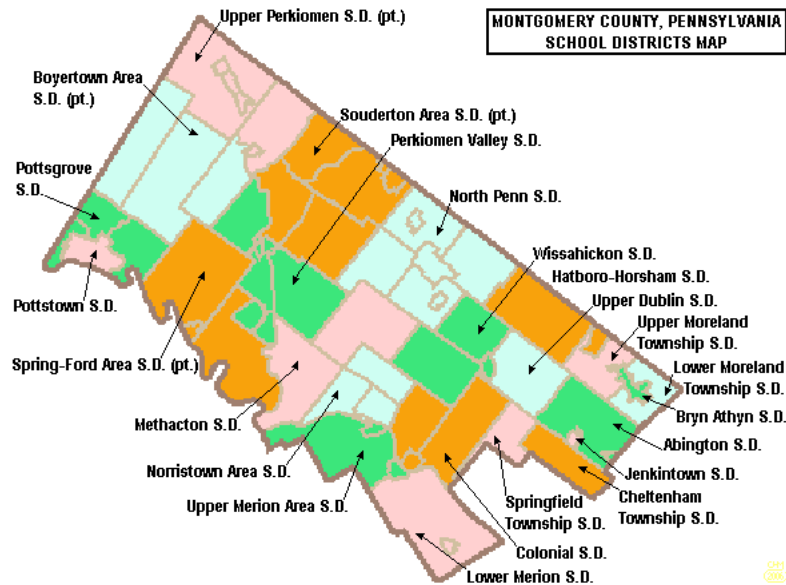 Upper Perkiomen S.D. (pt.)
MONTGOMERY COUNTY, PENNSYLVANIA
SCHOOL DISTRICTS MAP
Boyertown Area
S.D. (pt.)
Souderton Area S.D. (pt.)
Perkiomen Valley S.D.
Pottsgrove
S.D.
North Penn S.D.
Wissahickon S.D.
Hatboro-Horsham S.D.
Upper Dublin S.D.
Pottstown S.D.
Upper Moreland
Township S.D.
Spring-Ford Area S.D. (pt.)
Lower Moreland
Township S.D.
Methacton S.D.
Bryn Athyn S.D.
Abington S.D.
Norristown Area S.D.
Jenkintown S.D.
Upper Merion Area S.D.
Springfield
Township S.D.
Cheltenham
Township S.D.
Colonial S.D.
Lower Merion S.D.